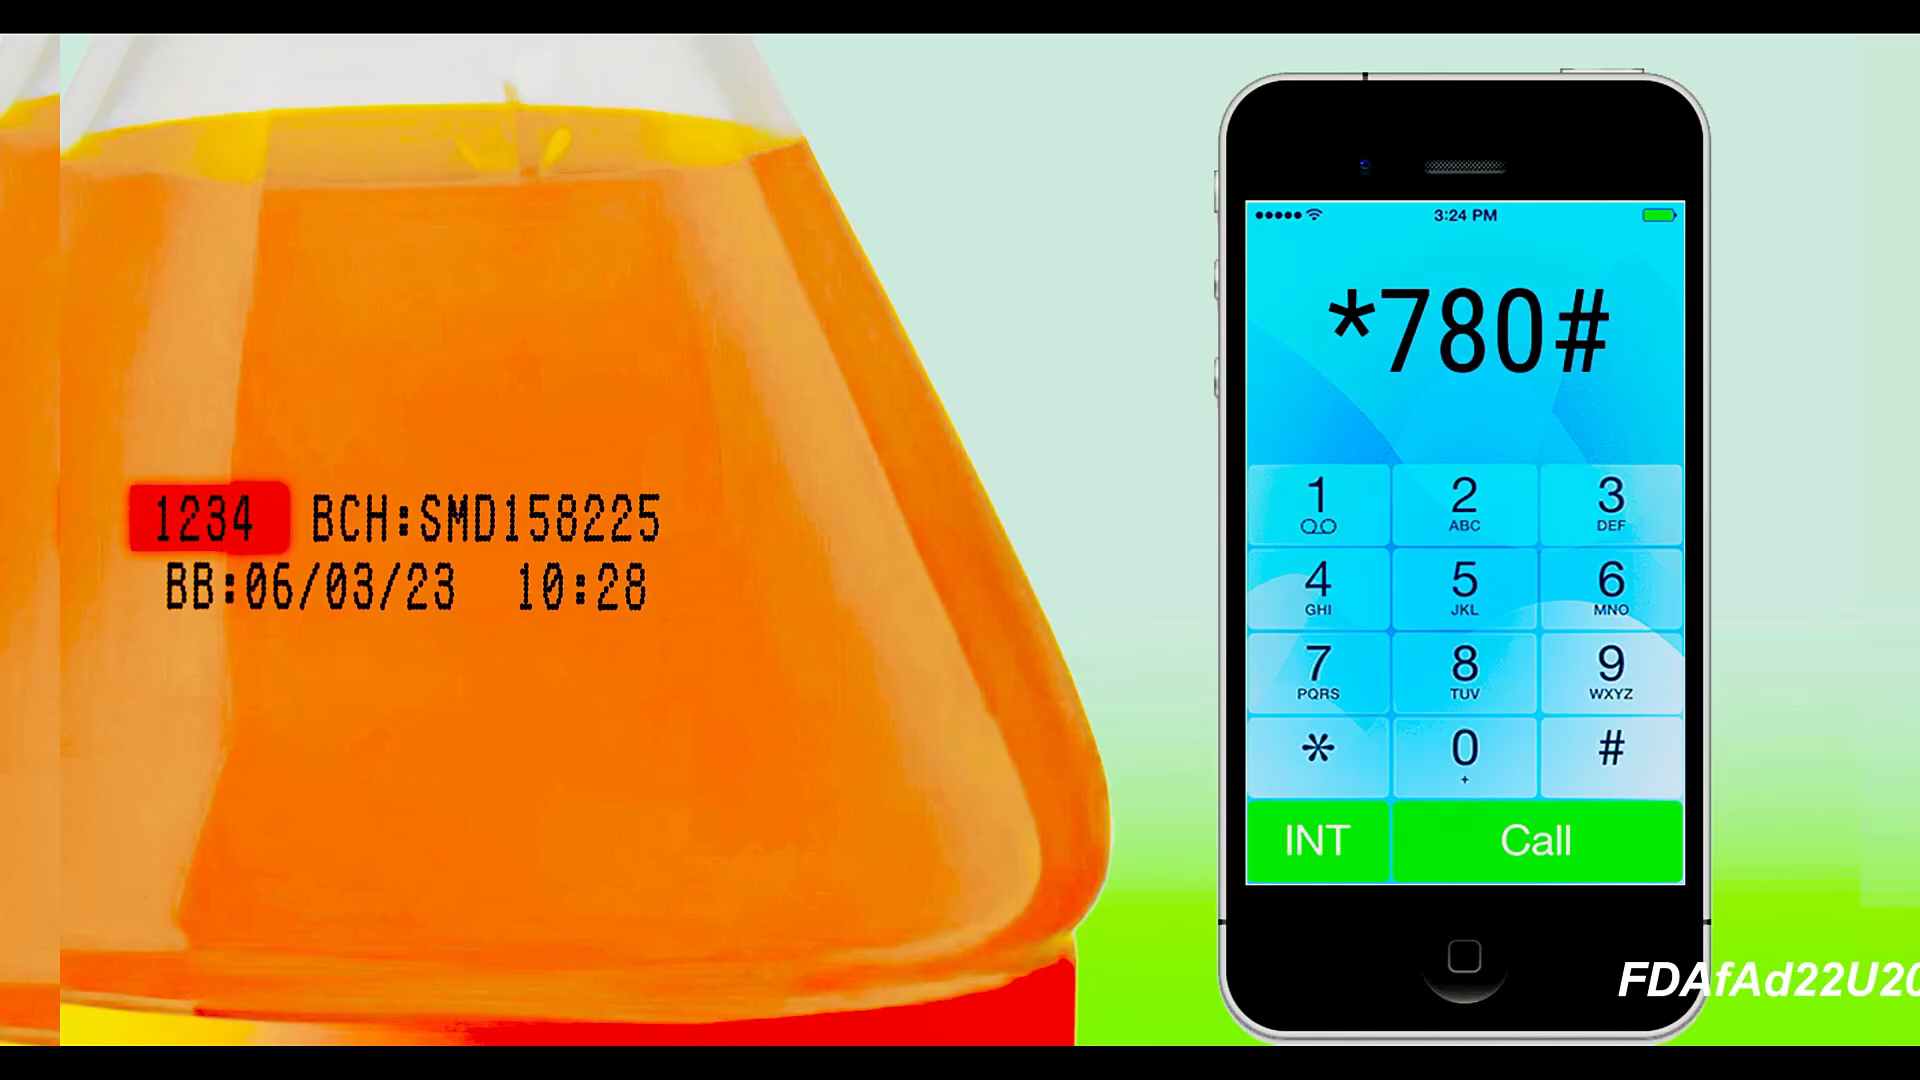 1234 BCH:SMD158225
BB:06/03/23 10:28
3:24 PM
*780#
1 2 3
ABC DEF
4 5 6
GHI JKL MNO
7 8 9
PQRS TUV WXYZ
* 0 #
+
INT Call
FDAfAd22U20